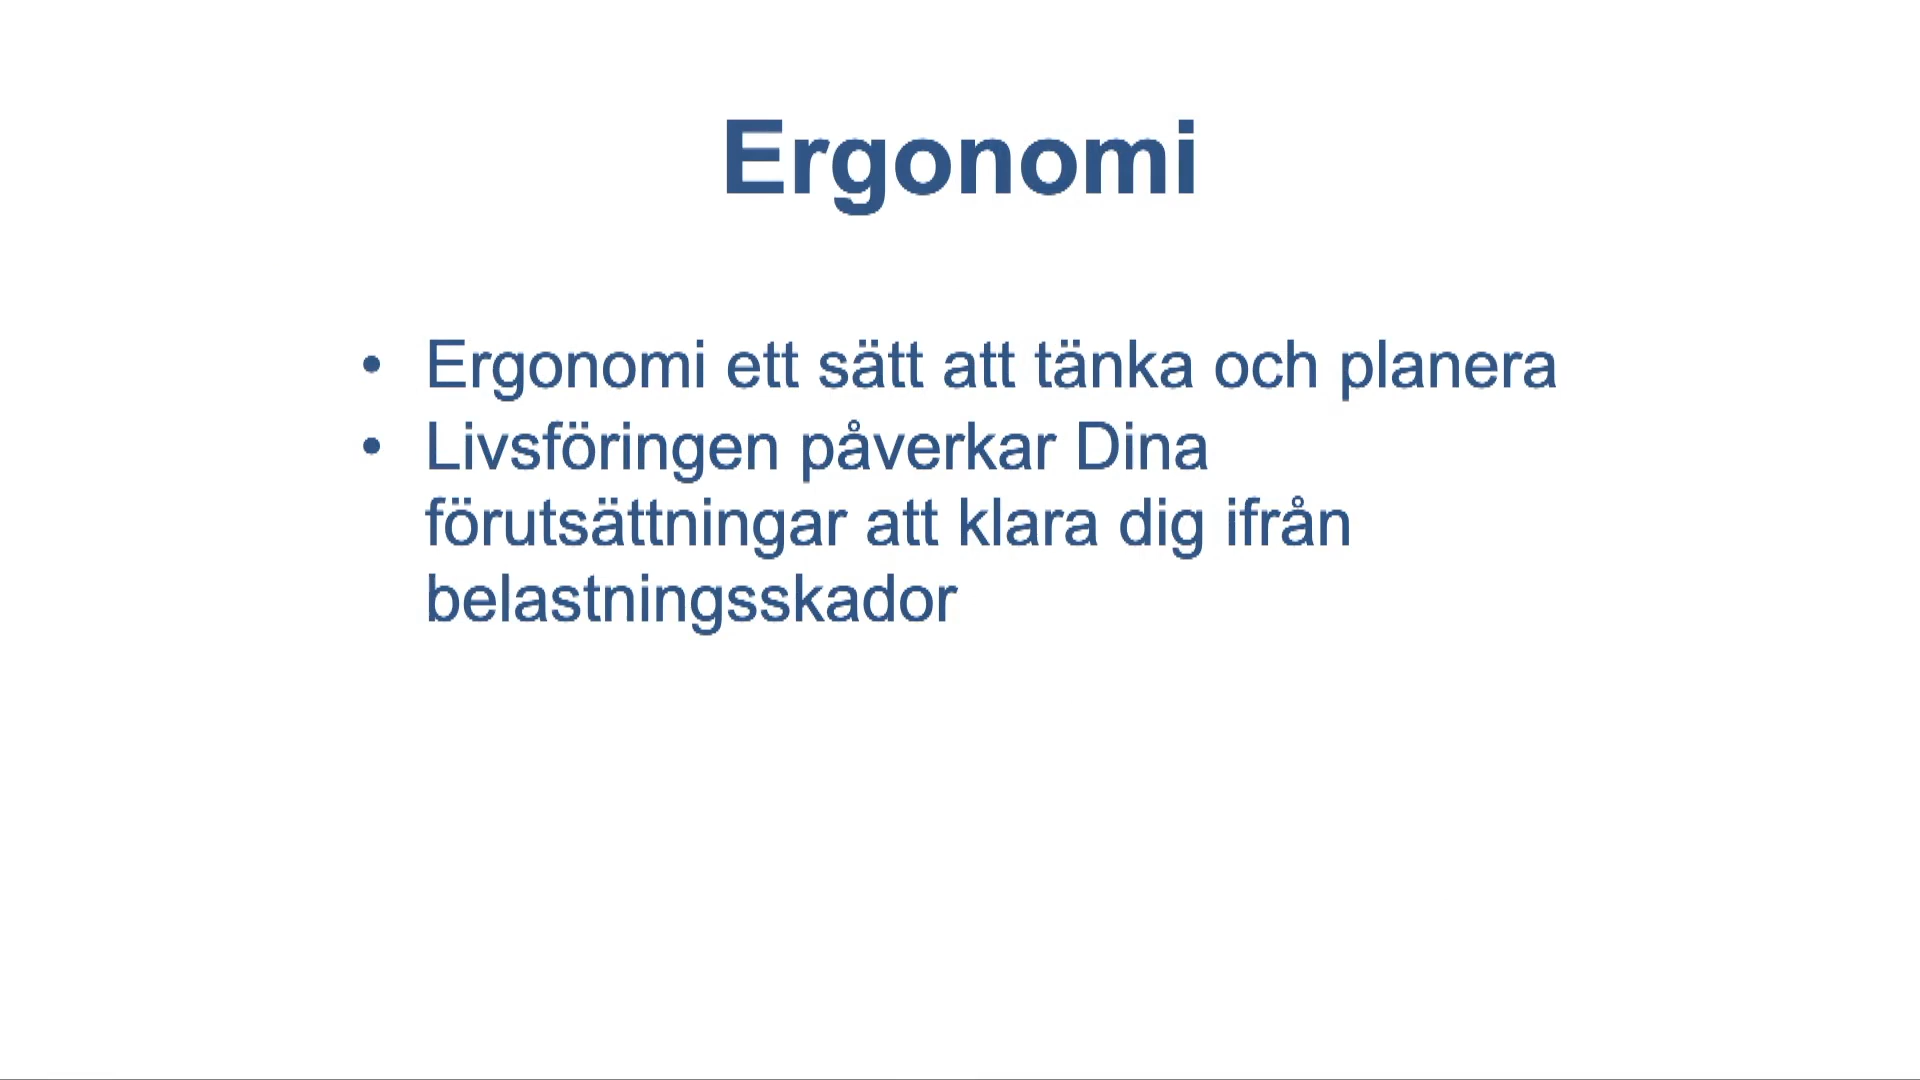 Ergonomi
• Ergonomi ett sätt att tänka och planera
• Livsföringen påverkar Dina
förutsättningar att klara dig ifrån
belastningsskador